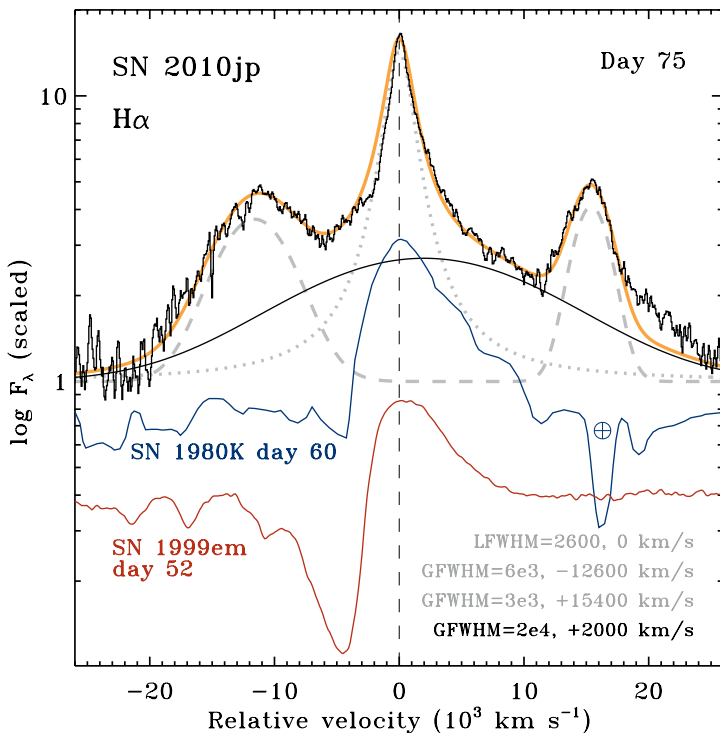 SN 2010jp
Day 75
Hα
10
1
log Fλ (scaled)
SN 1980K day 60
⊕
SN 1999em
day 52
LFWHM=2600, 0 km/s
GFWHM=6e3, −12600 km/s
GFWHM=3e3, +15400 km/s
GFWHM=2e4, +2000 km/s
−20 −10 0 10 20
Relative velocity (10³ km s⁻¹)